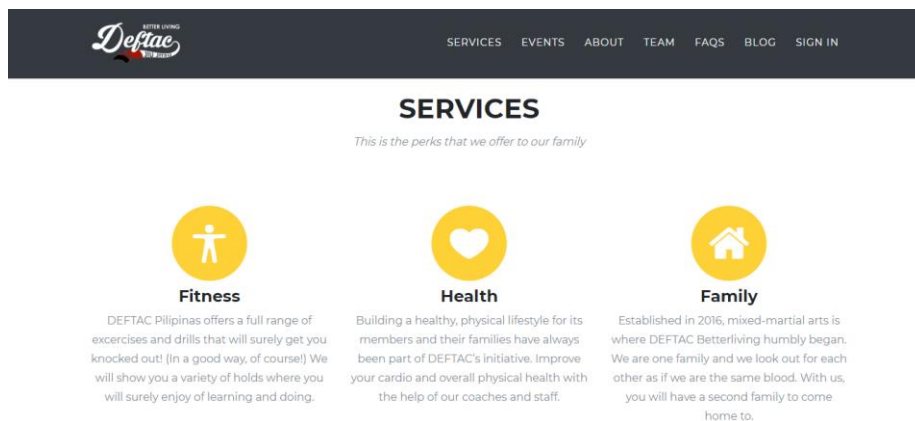 BETTER LIVING
Deftac
JIU-JITSU
SERVICES EVENTS ABOUT TEAM FAQS BLOG SIGN IN
SERVICES
This is the perks that we offer to our family
Fitness
DEFTAC Pilipinas offers a full range of
excercises and drills that will surely get you
knocked out! (In a good way, of course!) We
will show you a variety of holds where you
will surely enjoy of learning and doing.
Health
Building a healthy, physical lifestyle for its
members and their families have always
been part of DEFTAC's initiative. Improve
your cardio and overall physical health with
the help of our coaches and staff.
Family
Established in 2016, mixed-martial arts is
where DEFTAC Betterliving humbly began.
We are one family and we look out for each
other as if we are the same blood. With us,
you will have a second family to come
home to.